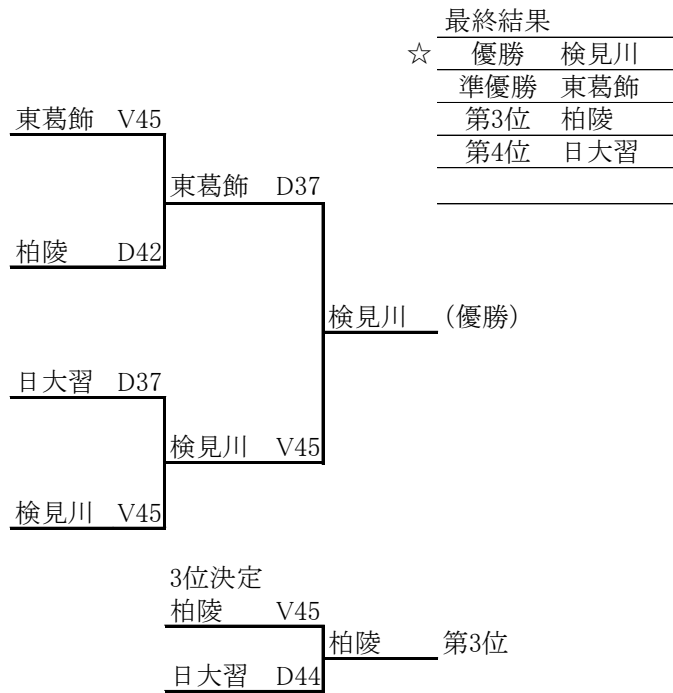 最終結果
☆ 優勝 検見川
準優勝 東葛飾
第3位 柏陵
第4位 日大習
東葛飾 V45
東葛飾 D37
柏陵 D42
検見川 (優勝)
日大習 D37
検見川 V45
検見川 V45
3位決定
柏陵 V45
柏陵 第3位
日大習 D44